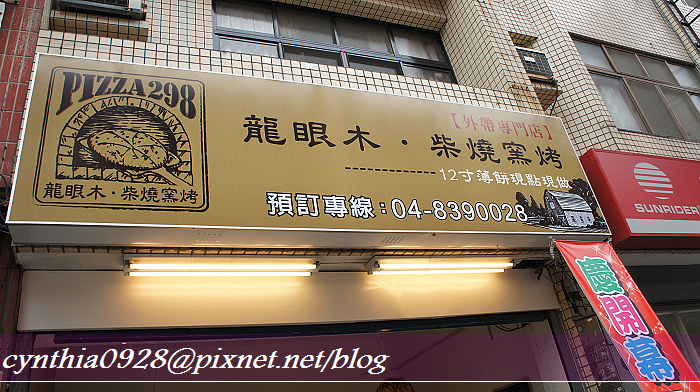 PIZZA298
龍眼木·柴燒窯烤
【外帶專門店】
龍眼木·柴燒窯烤
12寸薄餅現點現做
預訂專線：04-8390028
SUNRIDER
慶開幕
cynthia0928@pixnet.net/blog